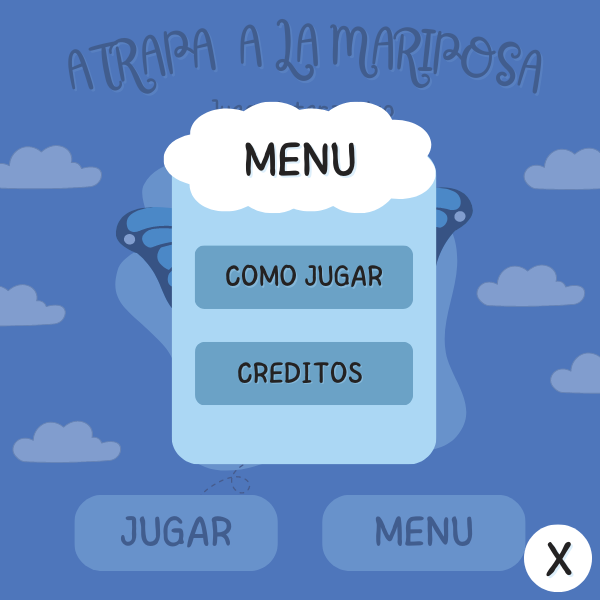 ATRAPA A LA MARIPOSA
MENU
COMO JUGAR
CREDITOS
JUGAR MENU
X